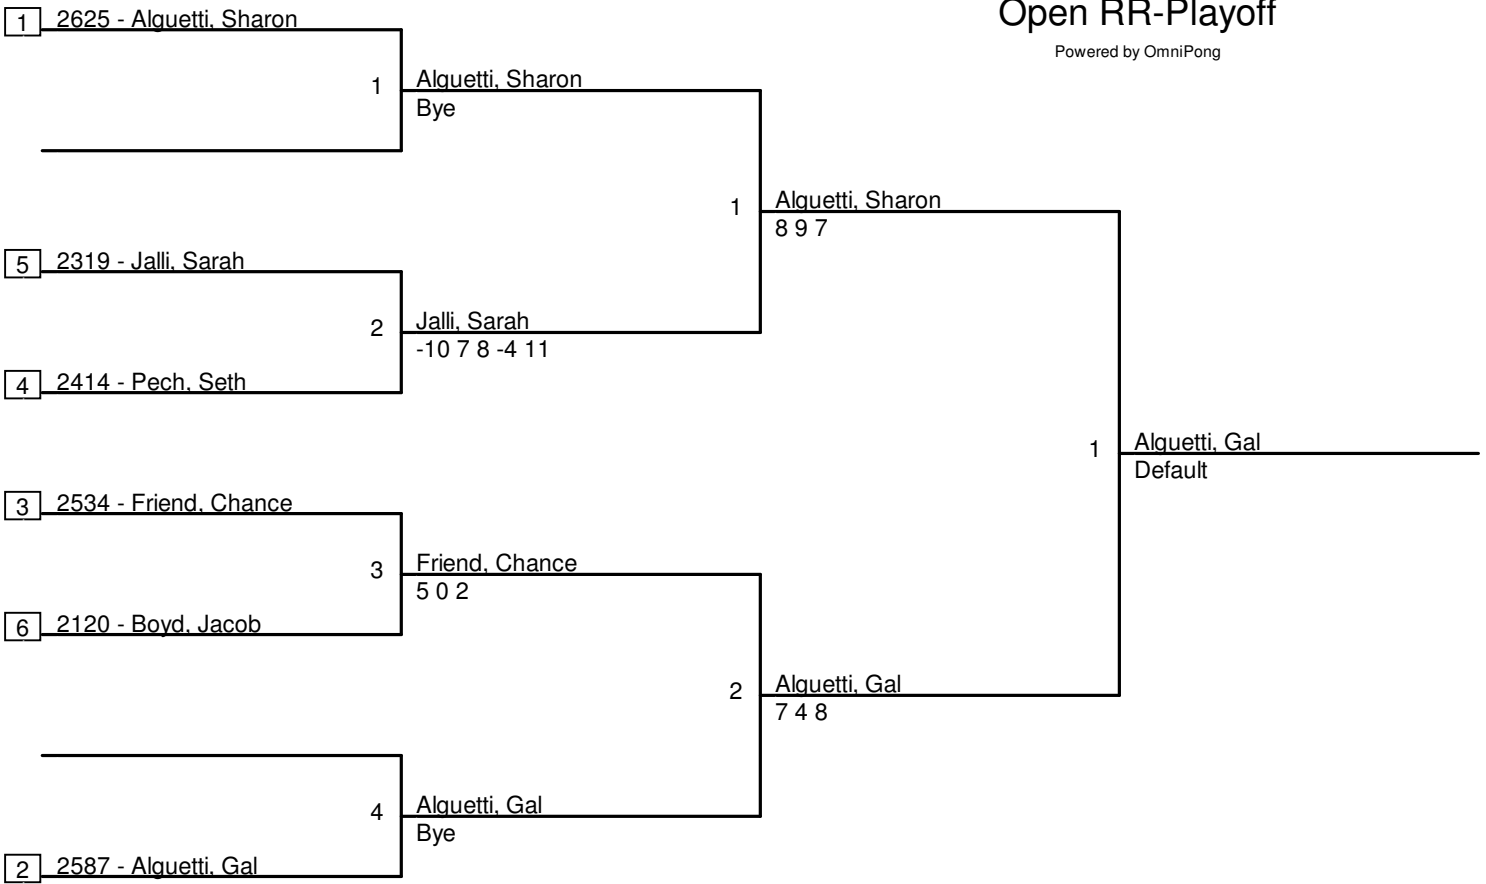 Open RR-Playoff
Powered by OmniPong
1 2625 - Alguetti, Sharon
1 Alguetti, Sharon
Bye
1 Alguetti, Sharon
8 9 7
5 2319 - Jalli, Sarah
2 Jalli, Sarah
-10 7 8 -4 11
4 2414 - Pech, Seth
1 Alguetti, Gal
Default
3 2534 - Friend, Chance
3 Friend, Chance
5 0 2
6 2120 - Boyd, Jacob
2 Alguetti, Gal
7 4 8
4 Alguetti, Gal
Bye
2 2587 - Alguetti, Gal